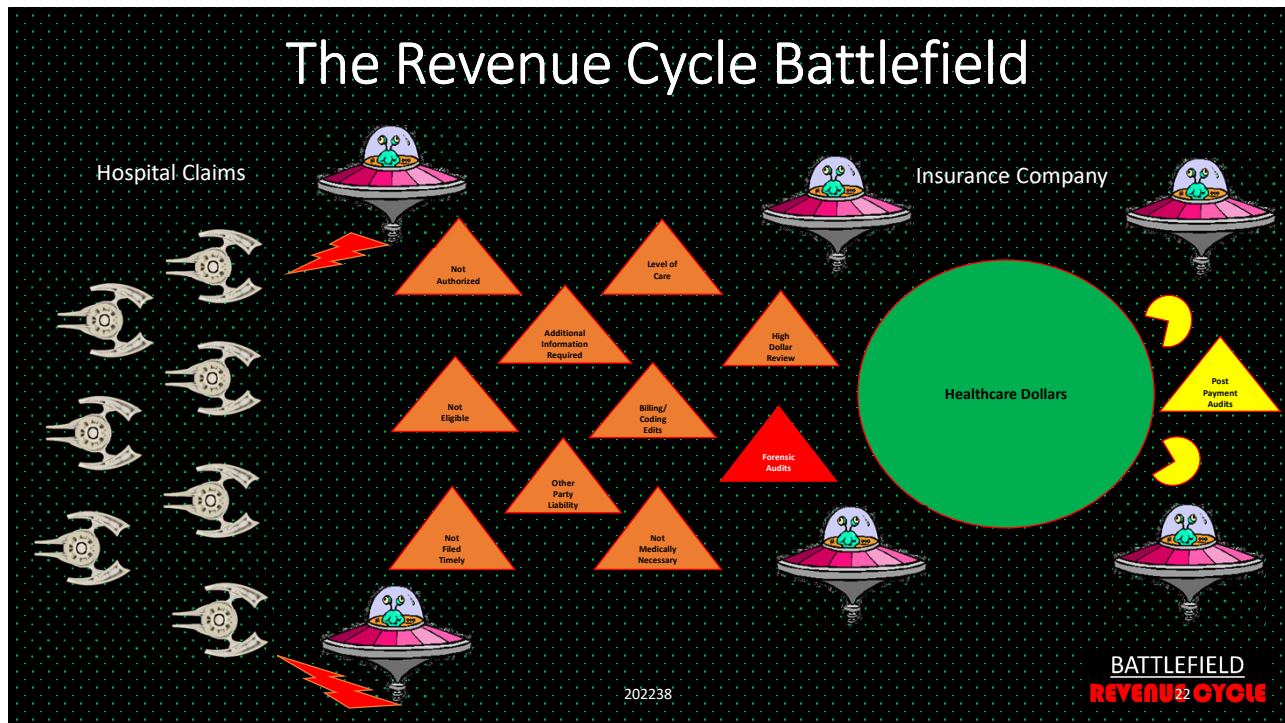 The Revenue Cycle Battlefield
Hospital Claims
Insurance Company
Not
Authorized
Level of
Care
Additional
Information
Required
High
Dollar
Review
Not
Eligible
Billing/
Coding
Edits
Healthcare Dollars
Post
Payment
Audits
Forensic
Audits
Other
Party
Liability
Not
Filed
Timely
Not
Medically
Necessary
BATTLEFIELD
REVENUE CYCLE
202238
22